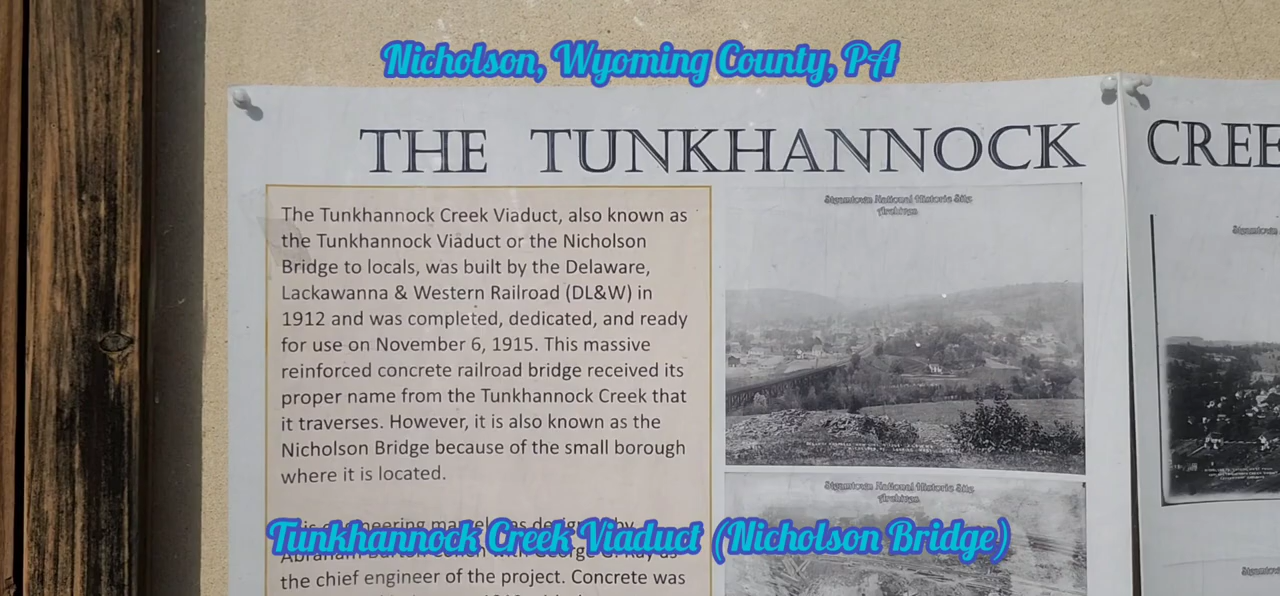 Nicholson, Wyoming County, PA
THE TUNKHANNOCK CREE
The Tunkhannock Creek Viaduct, also known as
the Tunkhannock Viaduct or the Nicholson
Bridge to locals, was built by the Delaware,
Lackawanna & Western Railroad (DL&W) in
1912 and was completed, dedicated, and ready
for use on November 6, 1915. This massive
reinforced concrete railroad bridge received its
proper name from the Tunkhannock Creek that
it traverses. However, it is also known as the
Nicholson Bridge because of the small borough
where it is located.
Steamtown National Historic Site
Archives
Steamtown National Historic Site
Archives
Tunkhannock Creek Viaduct (Nicholson Bridge)
the chief engineer of the project. Concrete was